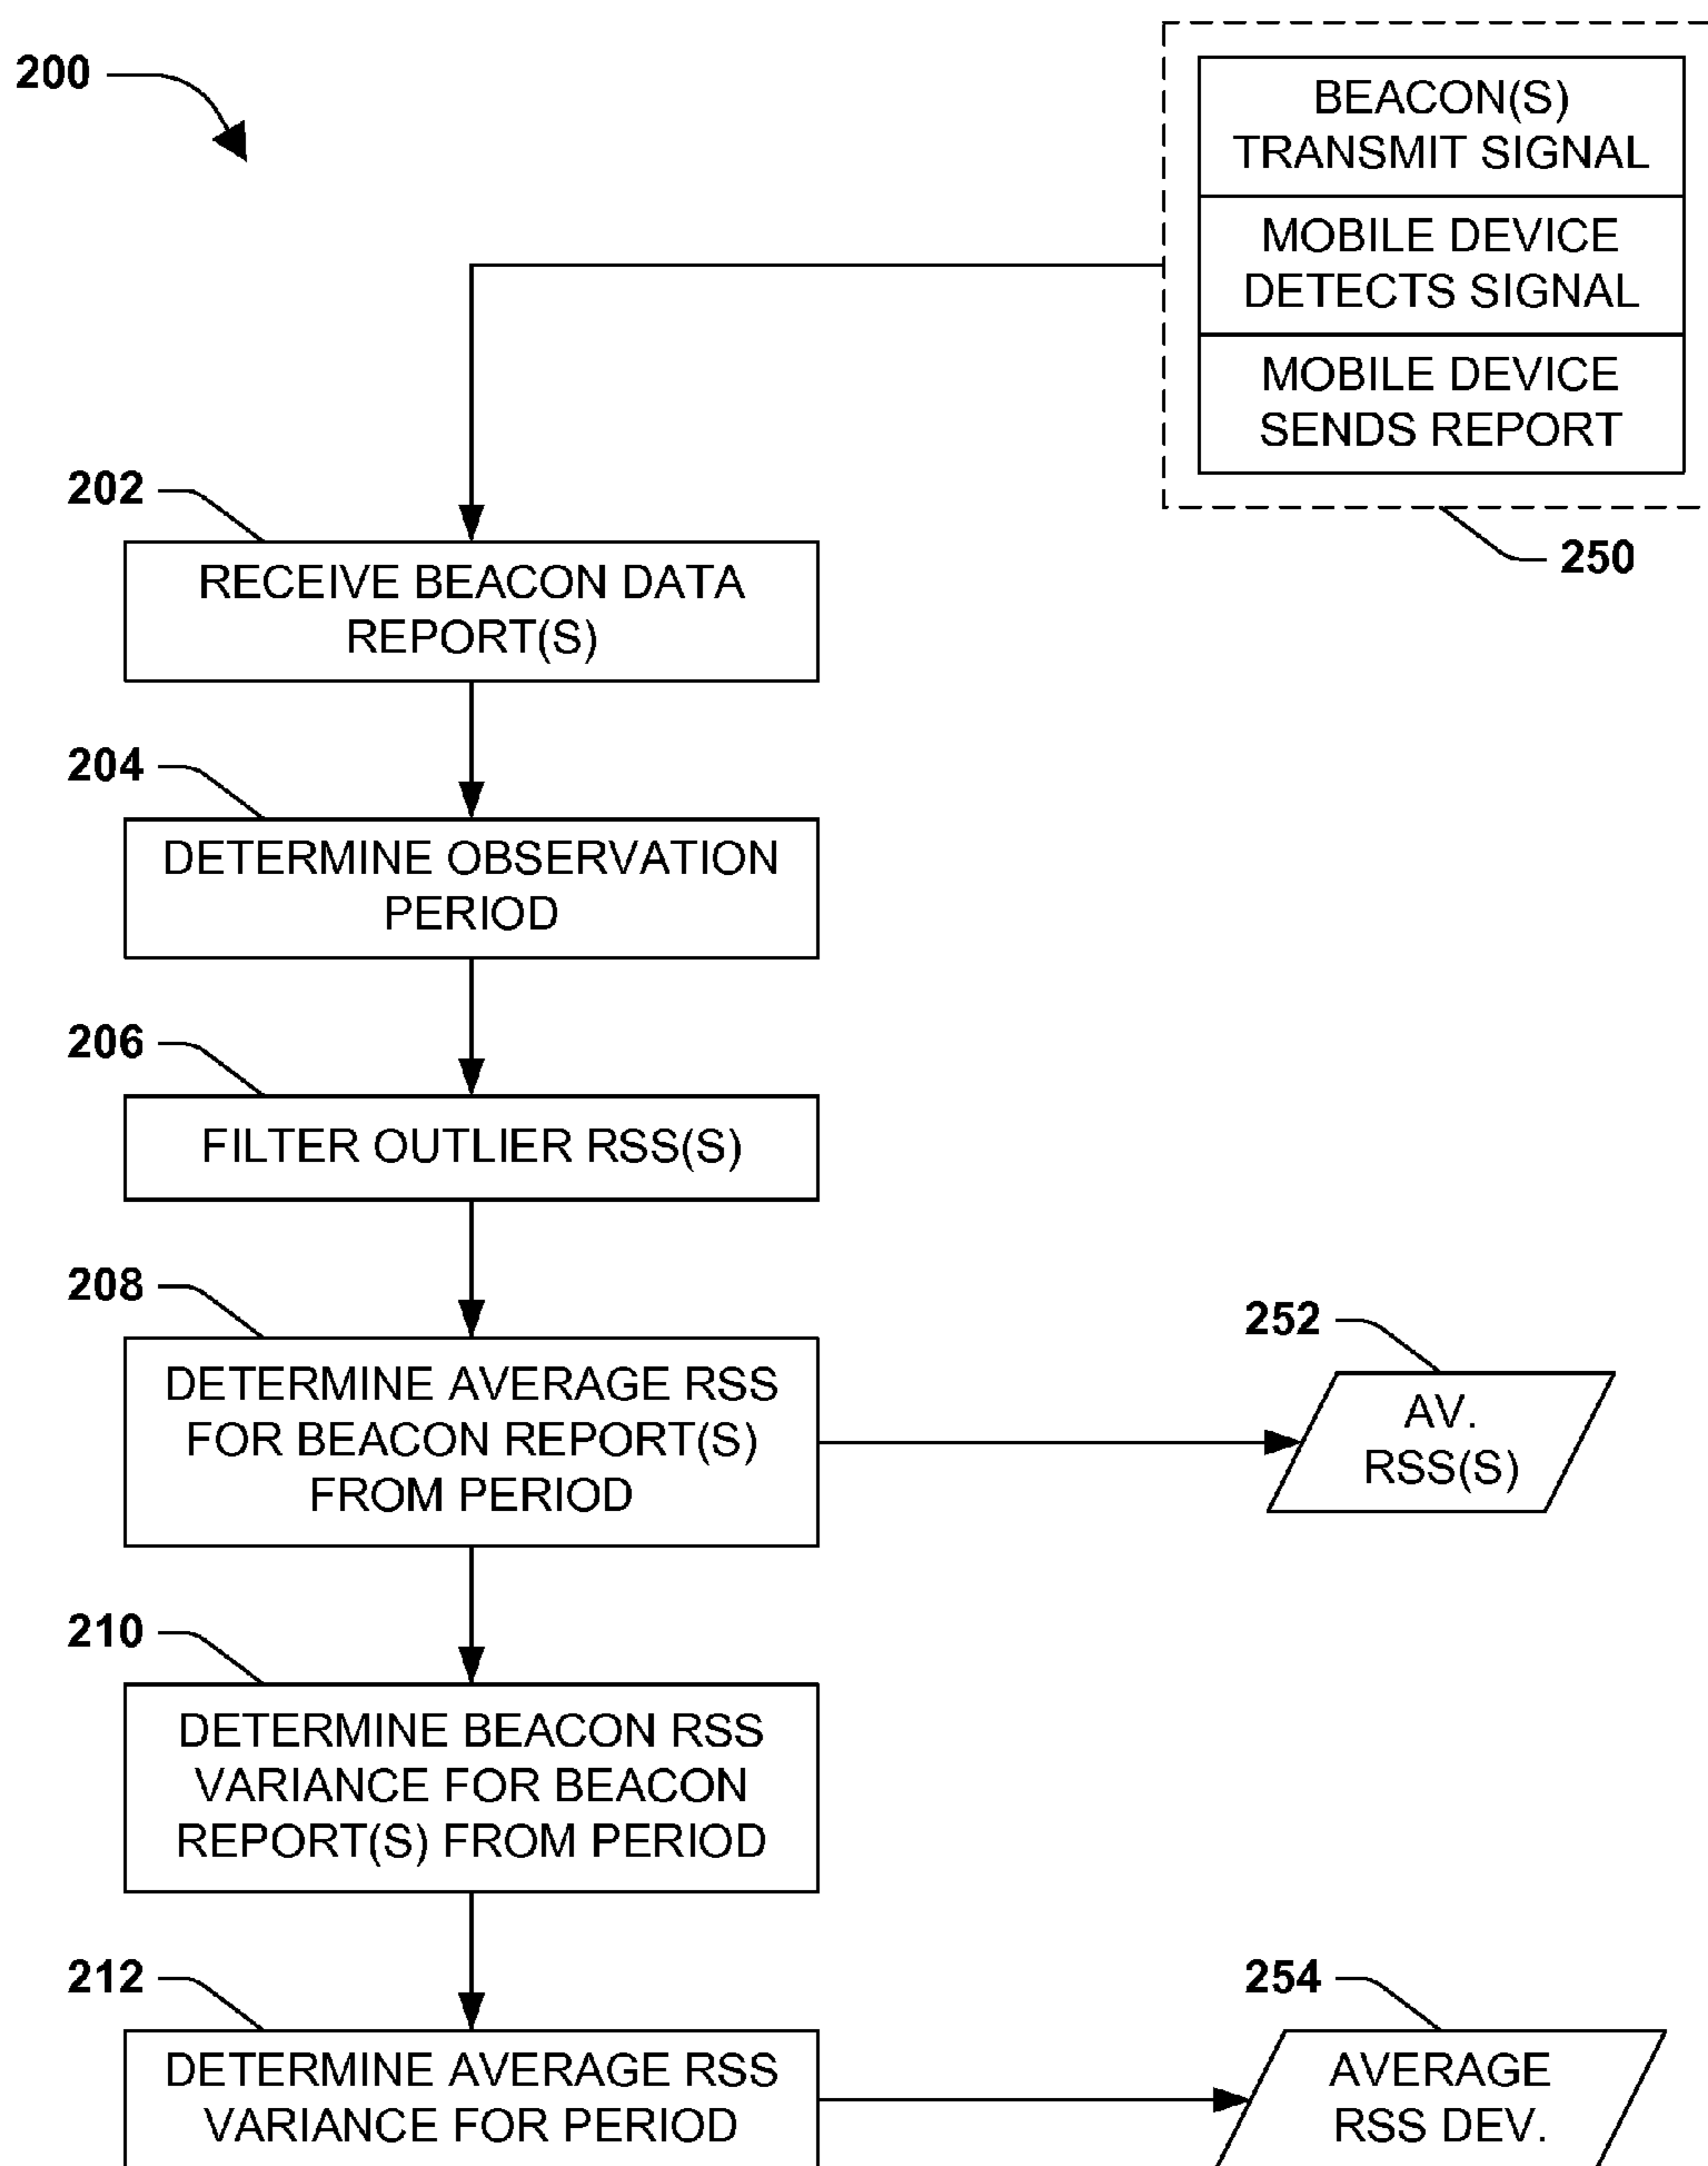 200
BEACON(S)
TRANSMIT SIGNAL
MOBILE DEVICE
DETECTS SIGNAL
MOBILE DEVICE
SENDS REPORT
250
202
RECEIVE BEACON DATA
REPORT(S)
204
DETERMINE OBSERVATION
PERIOD
206
FILTER OUTLIER RSS(S)
208
DETERMINE AVERAGE RSS
FOR BEACON REPORT(S)
FROM PERIOD
252
AV.
RSS(S)
210
DETERMINE BEACON RSS
VARIANCE FOR BEACON
REPORT(S) FROM PERIOD
212
DETERMINE AVERAGE RSS
VARIANCE FOR PERIOD
254
AVERAGE
RSS DEV.